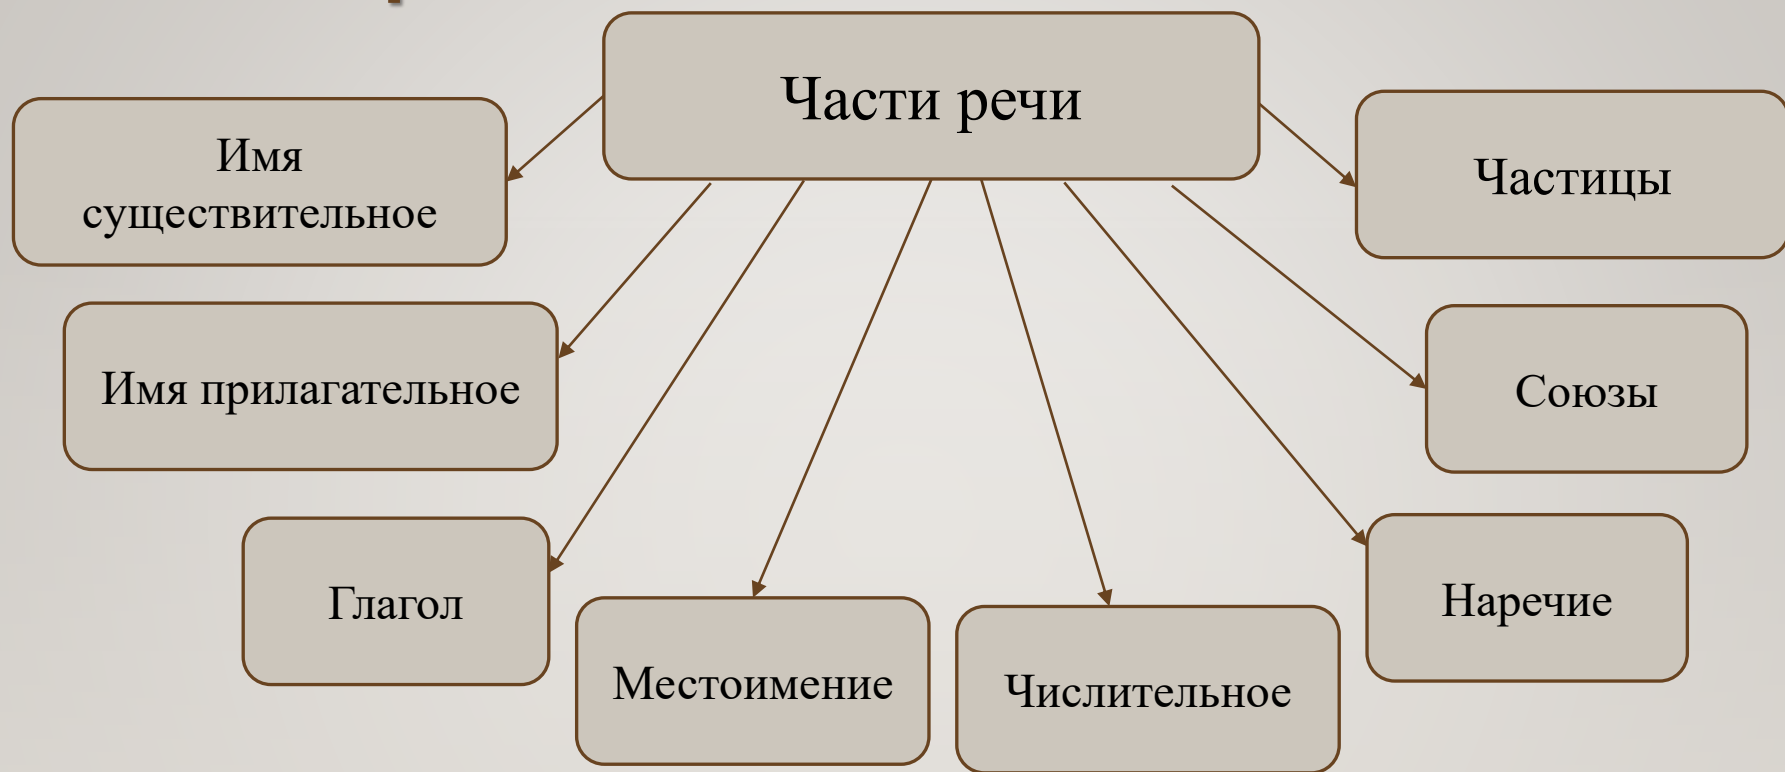 Части речи
Имя
существительное
Частицы
Имя прилагательное
Союзы
Глагол
Наречие
Местоимение
Числительное